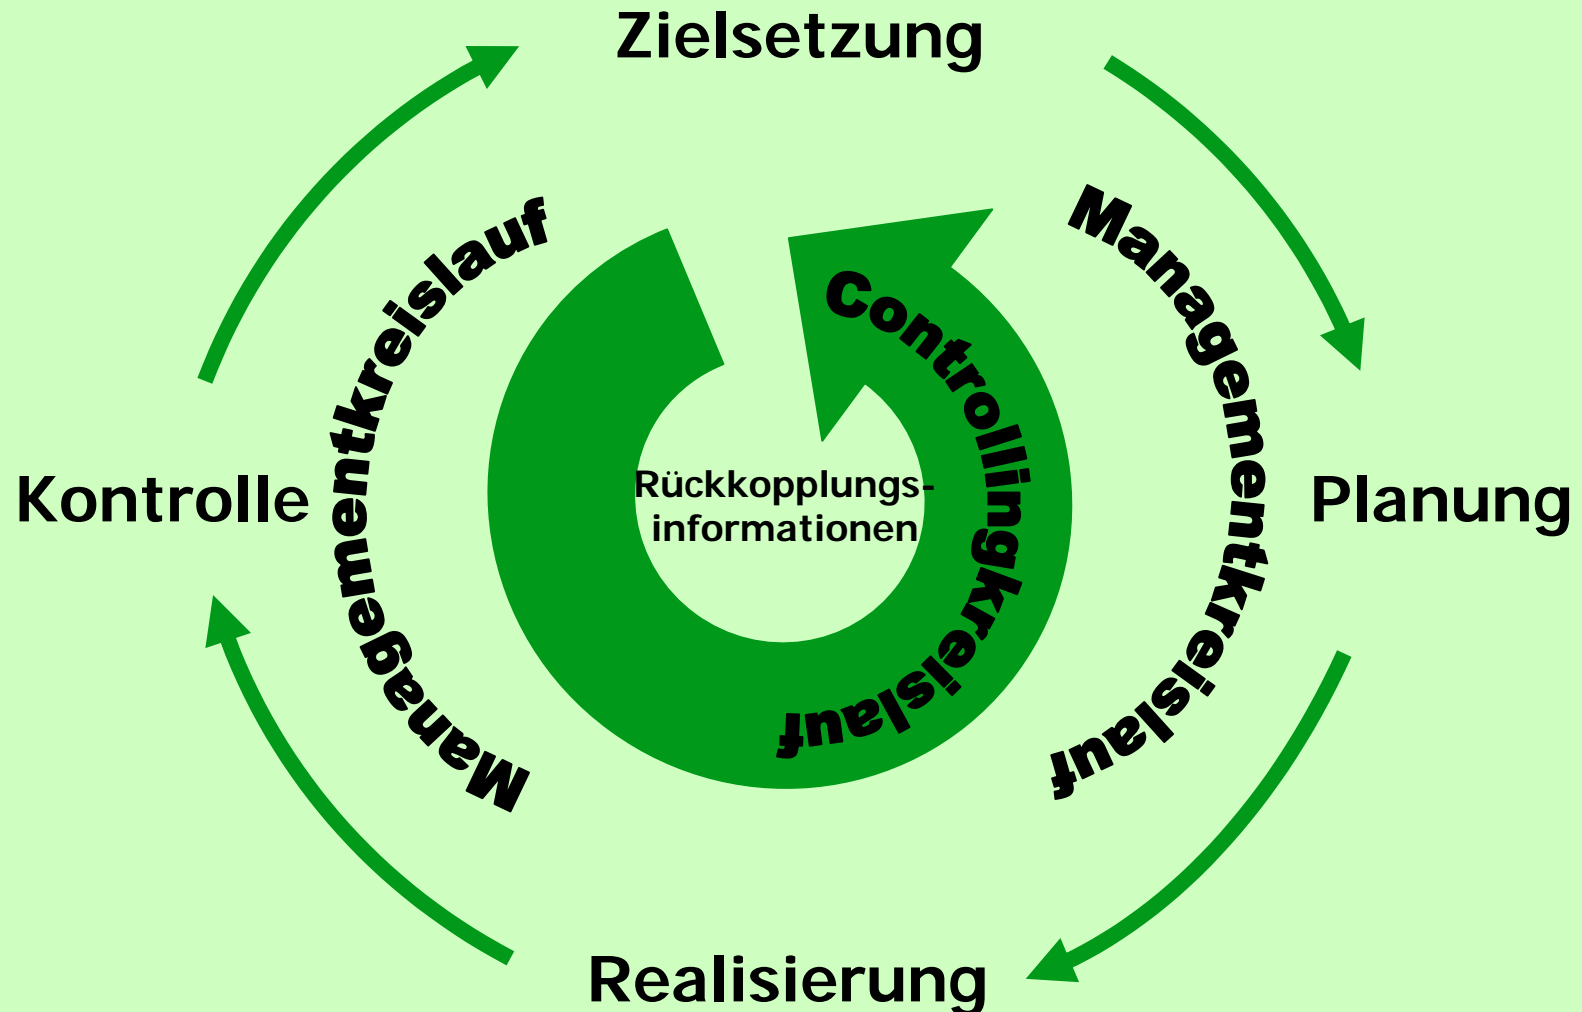 Zielsetzung
Managementkreislauf
Managementkreislauf
Controllingkreislauf
Kontrolle
Rückkopplungs-
informationen
Planung
Realisierung